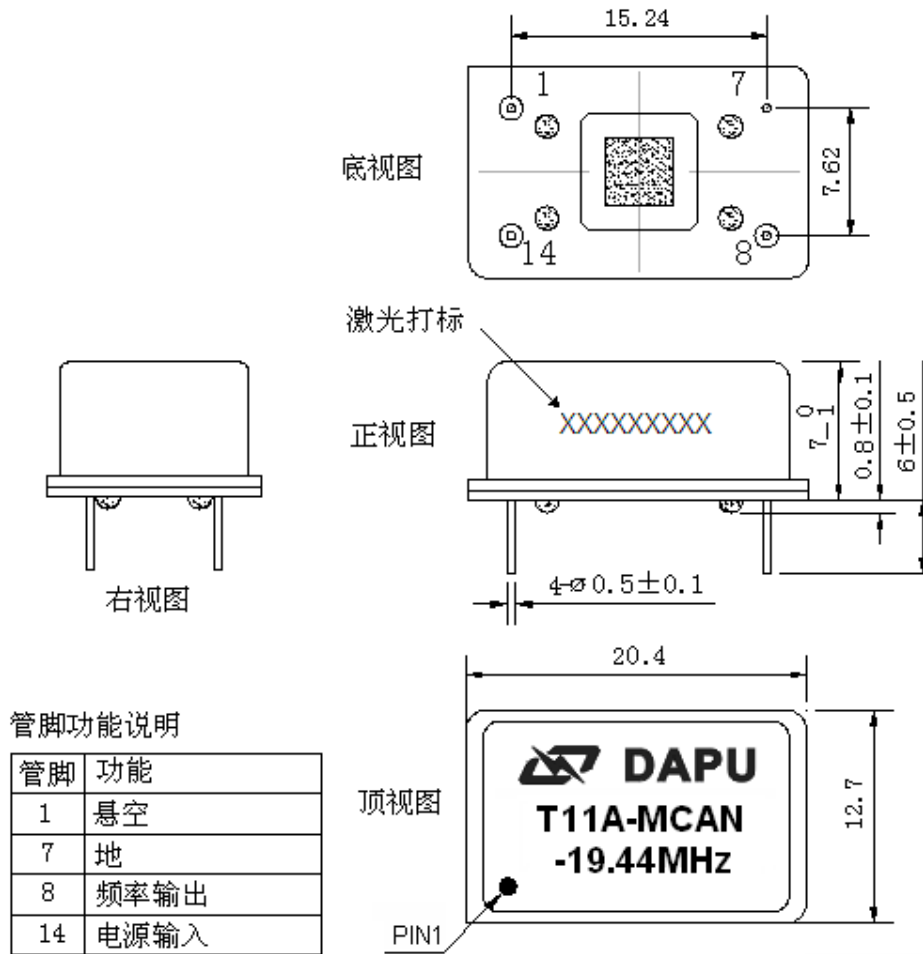 15.24
1
7
底视图
7.62
14
8
激光打标
XXXXXXXXX
正视图
7 0 -1
0.8±0.1
6±0.5
右视图
4-ø0.5±0.1
20.4
管脚功能说明
管脚 功能
1 悬空
7 地
8 频率输出
14 电源输入
顶视图
DAPU
T11A-MCAN
-19.44MHz
12.7
PIN1